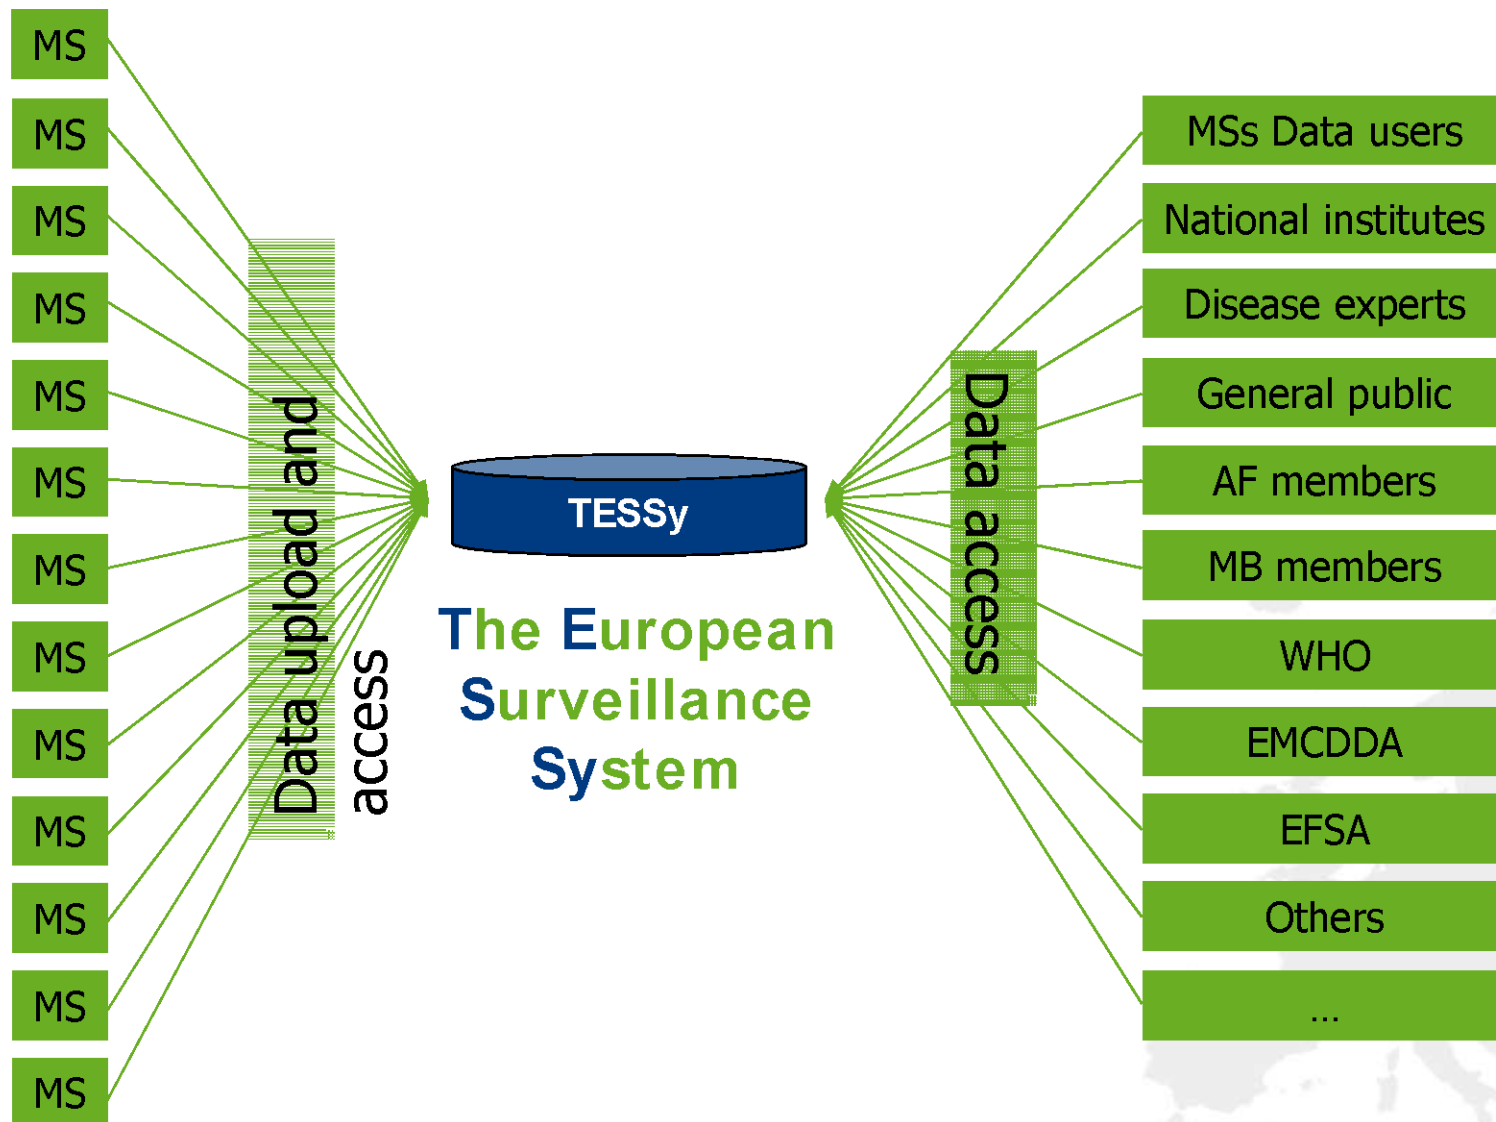 MS
MS
MS
MS
MS
MS
MS
MS
MS
MS
MS
MS
MS
Data upload and
access
TESSy
The European
Surveillance
System
Data access
MSs Data users
National institutes
Disease experts
General public
AF members
MB members
WHO
EMCDDA
EFSA
Others
...